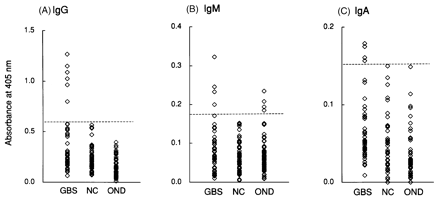 (A) IgG
(B) IgM
(C) IgA
Absorbance at 405 nm
1.5
1.0
0.5
0.0
GBS NC OND
0.4
0.3
0.2
0.1
0.0
GBS NC OND
0.2
0.1
0.0
GBS NC OND